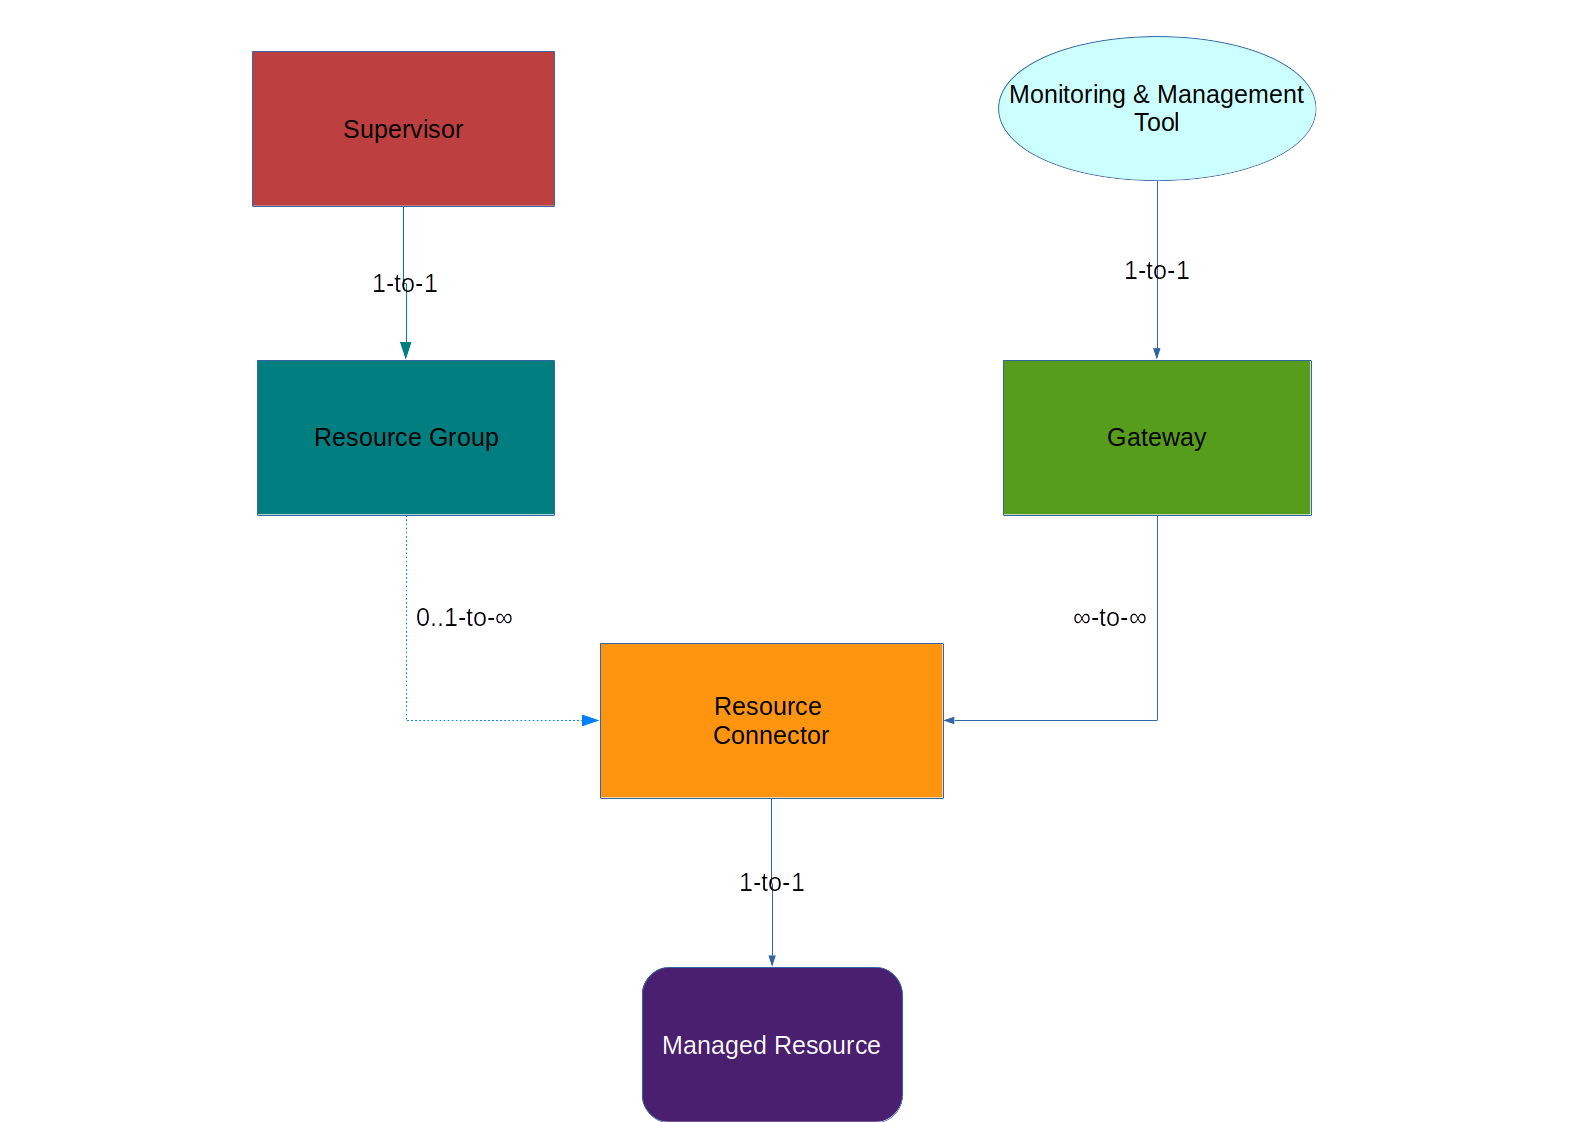 Supervisor
Monitoring & Management
Tool
1-to-1
1-to-1
Resource Group
Gateway
0..1-to-∞
∞-to-∞
Resource
Connector
1-to-1
Managed Resource